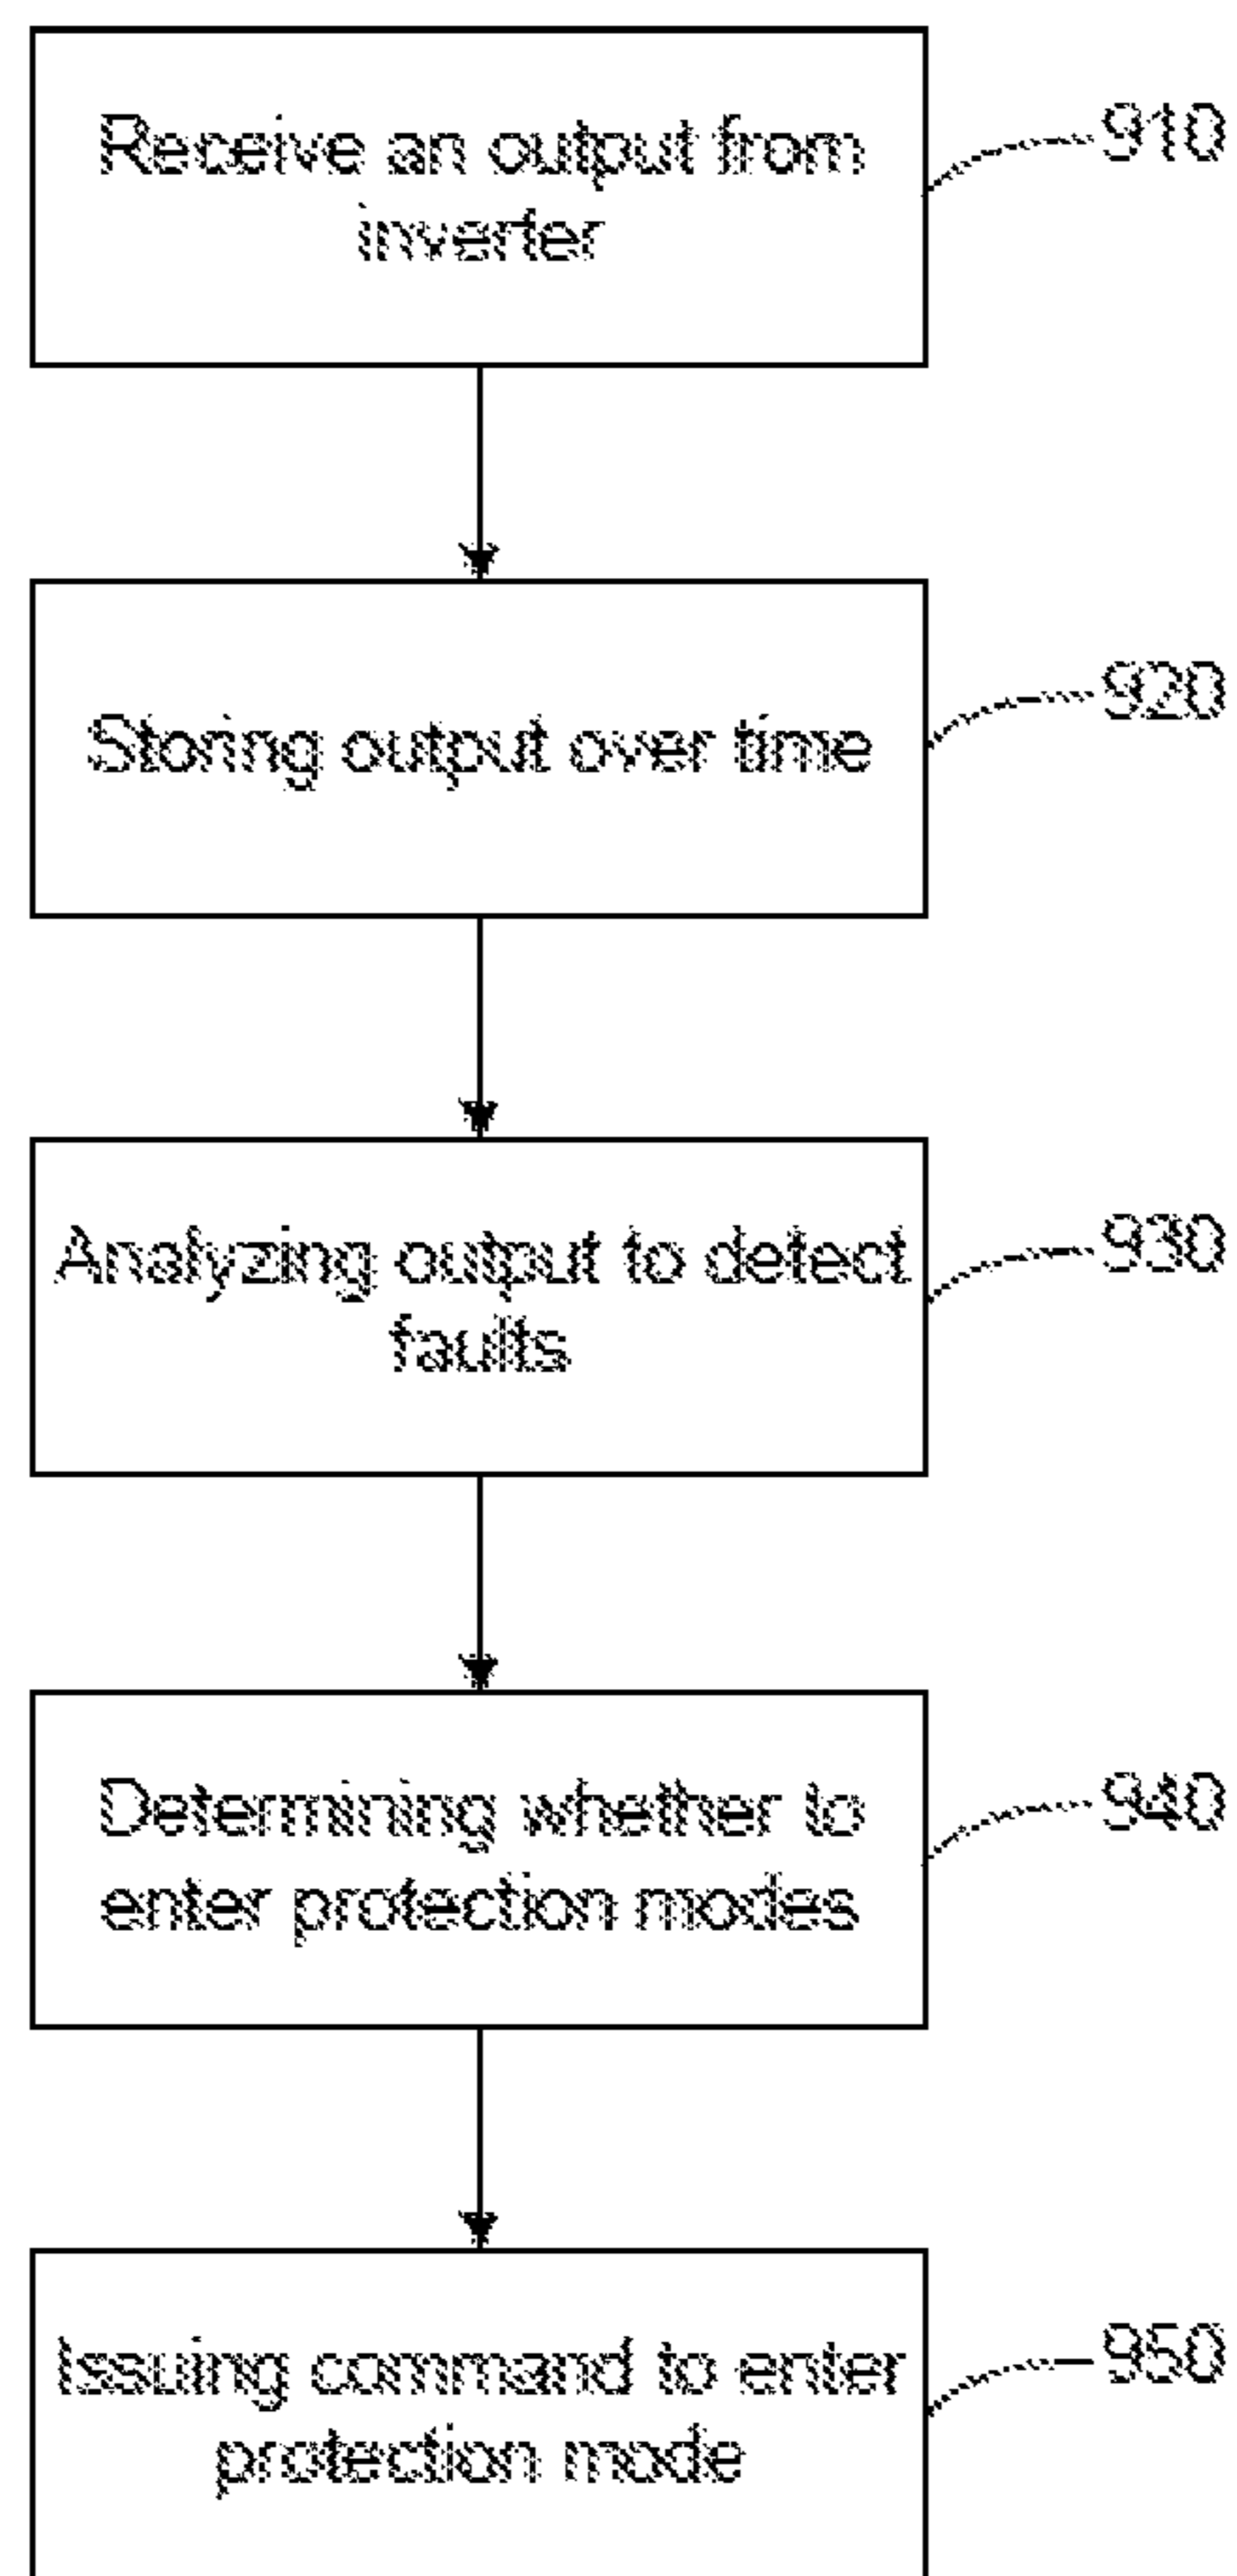 Receive an output from
inverter
910
Storing output over time
920
Analyzing output to detect
faults
930
Determining whether to
enter protection modes
940
Issuing command to enter
protection mode
950